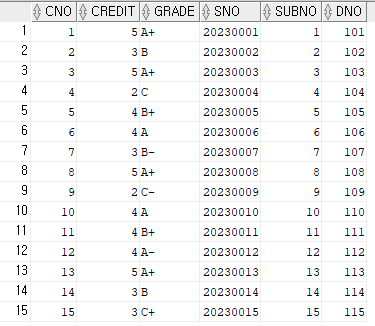 CNO CREDIT GRADE SNO SUBNO DNO
1 1 5 A+ 20230001 1 101
2 2 3 B 20230002 2 102
3 3 5 A+ 20230003 3 103
4 4 2 C 20230004 4 104
5 5 4 B+ 20230005 5 105
6 6 4 A 20230006 6 106
7 7 3 B- 20230007 7 107
8 8 5 A+ 20230008 8 108
9 9 2 C- 20230009 9 109
10 10 4 A 20230010 10 110
11 11 4 B+ 20230011 11 111
12 12 4 A- 20230012 12 112
13 13 5 A+ 20230013 13 113
14 14 3 B 20230014 14 114
15 15 3 C+ 20230015 15 115